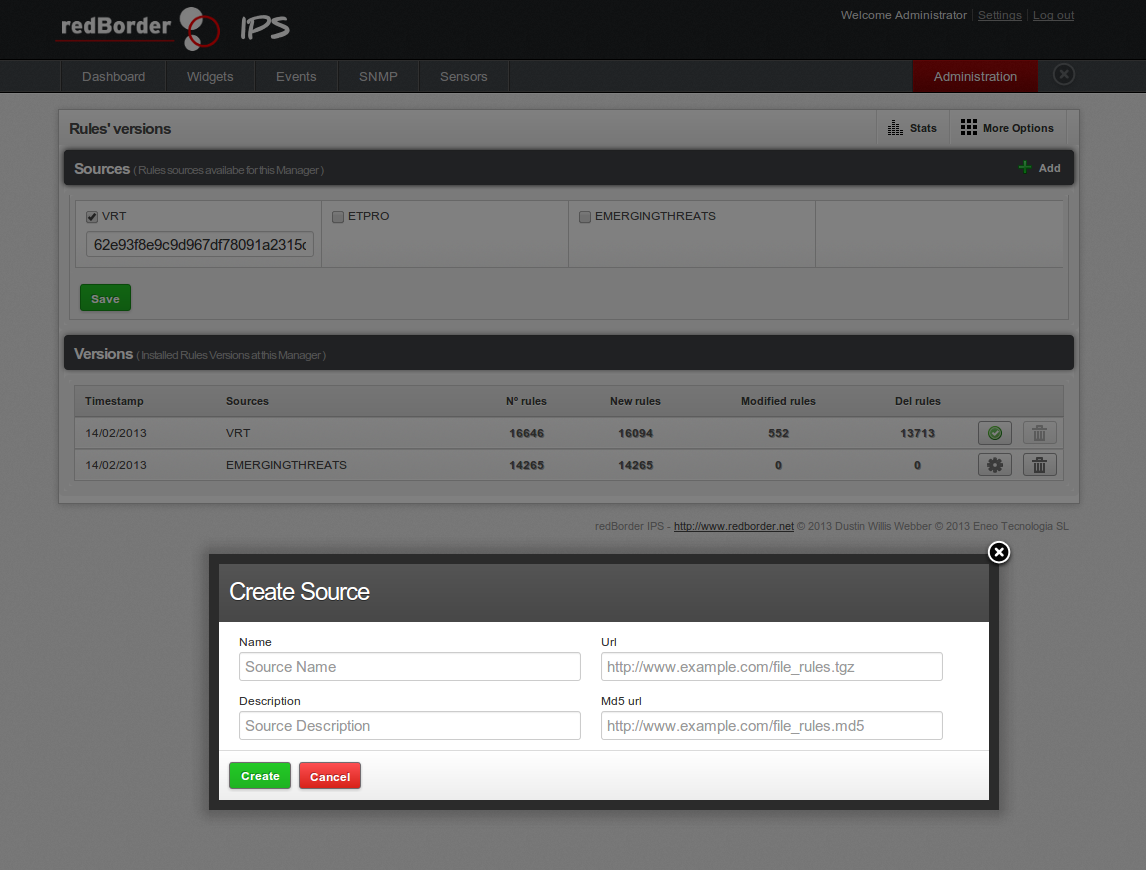 redBorder IPS
Welcome Administrator | Settings | Log out
Dashboard Widgets Events SNMP Sensors Administration
Rules' versions Stats More Options
Sources ( Rules sources availabe for this Manager ) Add
VRT ETPRO EMERGINGTHREATS
62e93f8e9c9d967df78091a2315c
Save
Versions ( Installed Rules Versions at this Manager )
Timestamp Sources Nº rules New rules Modified rules Del rules
14/02/2013 VRT 16646 16094 552 13713
14/02/2013 EMERGINGTHREATS 14265 14265 0 0
redBorder IPS - http://www.redborder.net © 2013 Dustin Willis Webber © 2013 Eneo Tecnologia SL
Create Source
Name Url
Source Name http://www.example.com/file_rules.tgz
Description Md5 url
Source Description http://www.example.com/file_rules.md5
Create Cancel